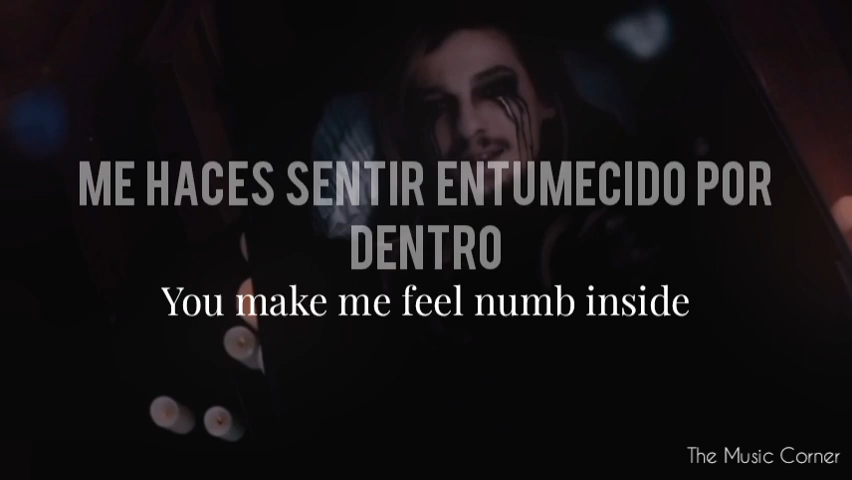 ME HACES SENTIR ENTUMECIDO POR
DENTRO
You make me feel numb inside
The Music Corner